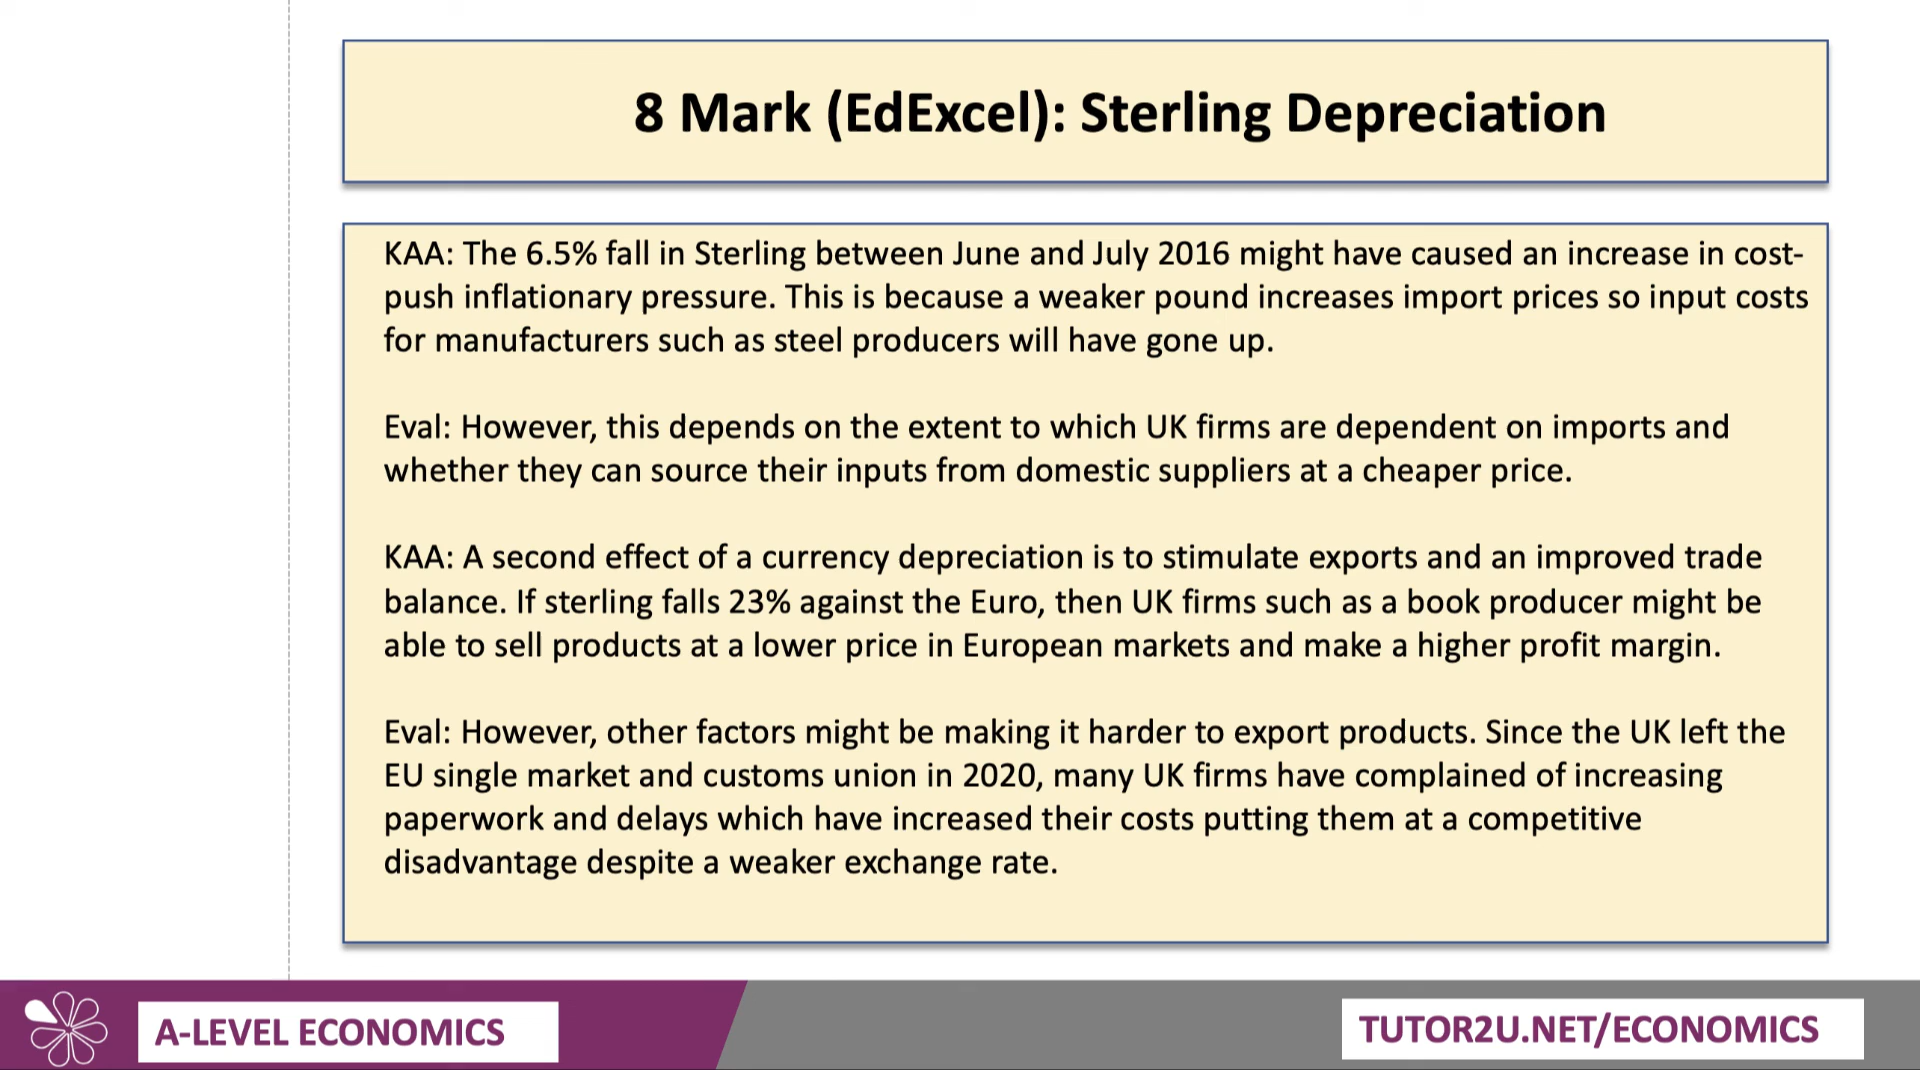 8 Mark (EdExcel): Sterling Depreciation
KAA: The 6.5% fall in Sterling between June and July 2016 might have caused an increase in cost-
push inflationary pressure. This is because a weaker pound increases import prices so input costs
for manufacturers such as steel producers will have gone up.
Eval: However, this depends on the extent to which UK firms are dependent on imports and
whether they can source their inputs from domestic suppliers at a cheaper price.
KAA: A second effect of a currency depreciation is to stimulate exports and an improved trade
balance. If sterling falls 23% against the Euro, then UK firms such as a book producer might be
able to sell products at a lower price in European markets and make a higher profit margin.
Eval: However, other factors might be making it harder to export products. Since the UK left the
EU single market and customs union in 2020, many UK firms have complained of increasing
paperwork and delays which have increased their costs putting them at a competitive
disadvantage despite a weaker exchange rate.
A-LEVEL ECONOMICS
TUTOR2U.NET/ECONOMICS